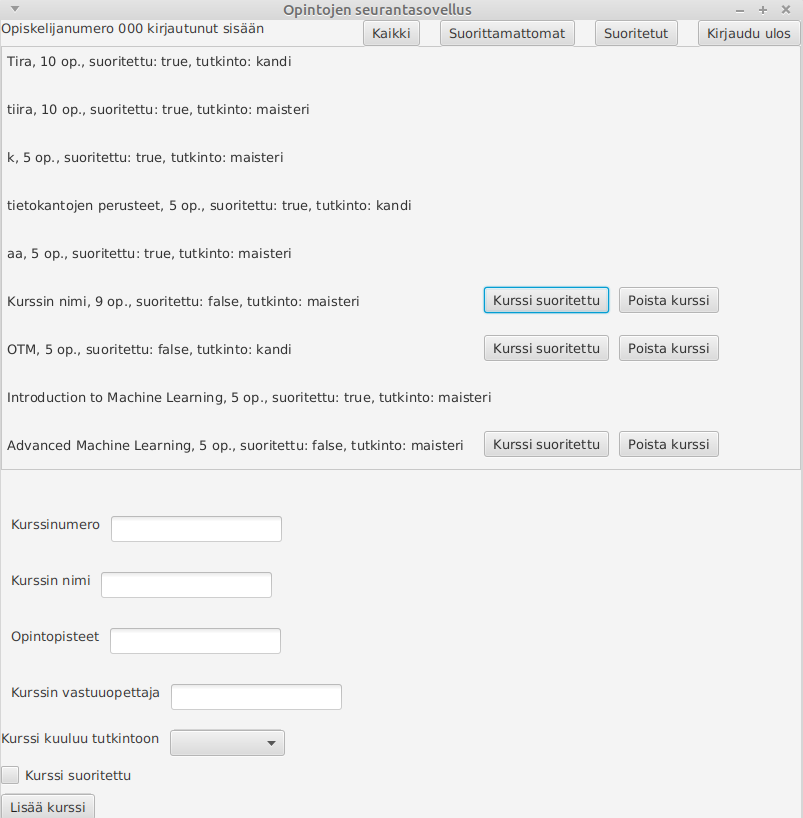 Opintojen seurantasovellus
Opiskelijanumero 000 kirjautunut sisään Kaikki Suorittamattomat Suoritetut Kirjaudu ulos
Tira, 10 op., suoritettu: true, tutkinto: kandi
tiira, 10 op., suoritettu: true, tutkinto: maisteri
k, 5 op., suoritettu: true, tutkinto: maisteri
tietokantojen perusteet, 5 op., suoritettu: true, tutkinto: kandi
aa, 5 op., suoritettu: true, tutkinto: maisteri
Kurssin nimi, 9 op., suoritettu: false, tutkinto: maisteri Kurssi suoritettu Poista kurssi
OTM, 5 op., suoritettu: false, tutkinto: kandi Kurssi suoritettu Poista kurssi
Introduction to Machine Learning, 5 op., suoritettu: true, tutkinto: maisteri
Advanced Machine Learning, 5 op., suoritettu: false, tutkinto: maisteri Kurssi suoritettu Poista kurssi
Kurssinumero
Kurssin nimi
Opintopisteet
Kurssin vastuuopettaja
Kurssi kuuluu tutkintoon
Kurssi suoritettu
Lisää kurssi